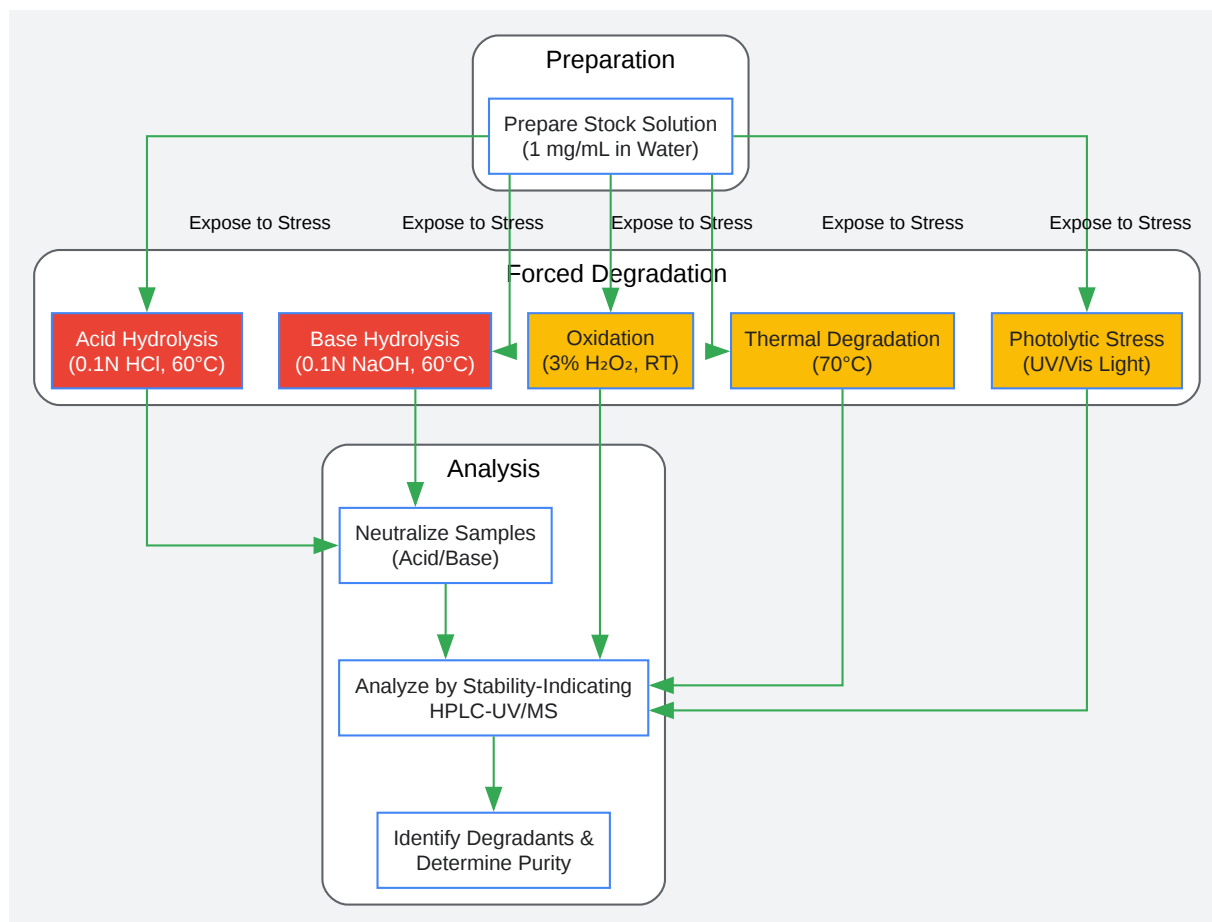 Preparation
Prepare Stock Solution
(1 mg/mL in Water)
Expose to Stress
Expose to Stress
Expose to Stress
Expose to Stress
Expose to Stress
Forced Degradation
Acid Hydrolysis
(0.1N HCl, 60°C)
Base Hydrolysis
(0.1N NaOH, 60°C)
Oxidation
(3% H₂O₂, RT)
Thermal Degradation
(70°C)
Photolytic Stress
(UV/Vis Light)
Analysis
Neutralize Samples
(Acid/Base)
Analyze by Stability-Indicating
HPLC-UV/MS
Identify Degradants &
Determine Purity